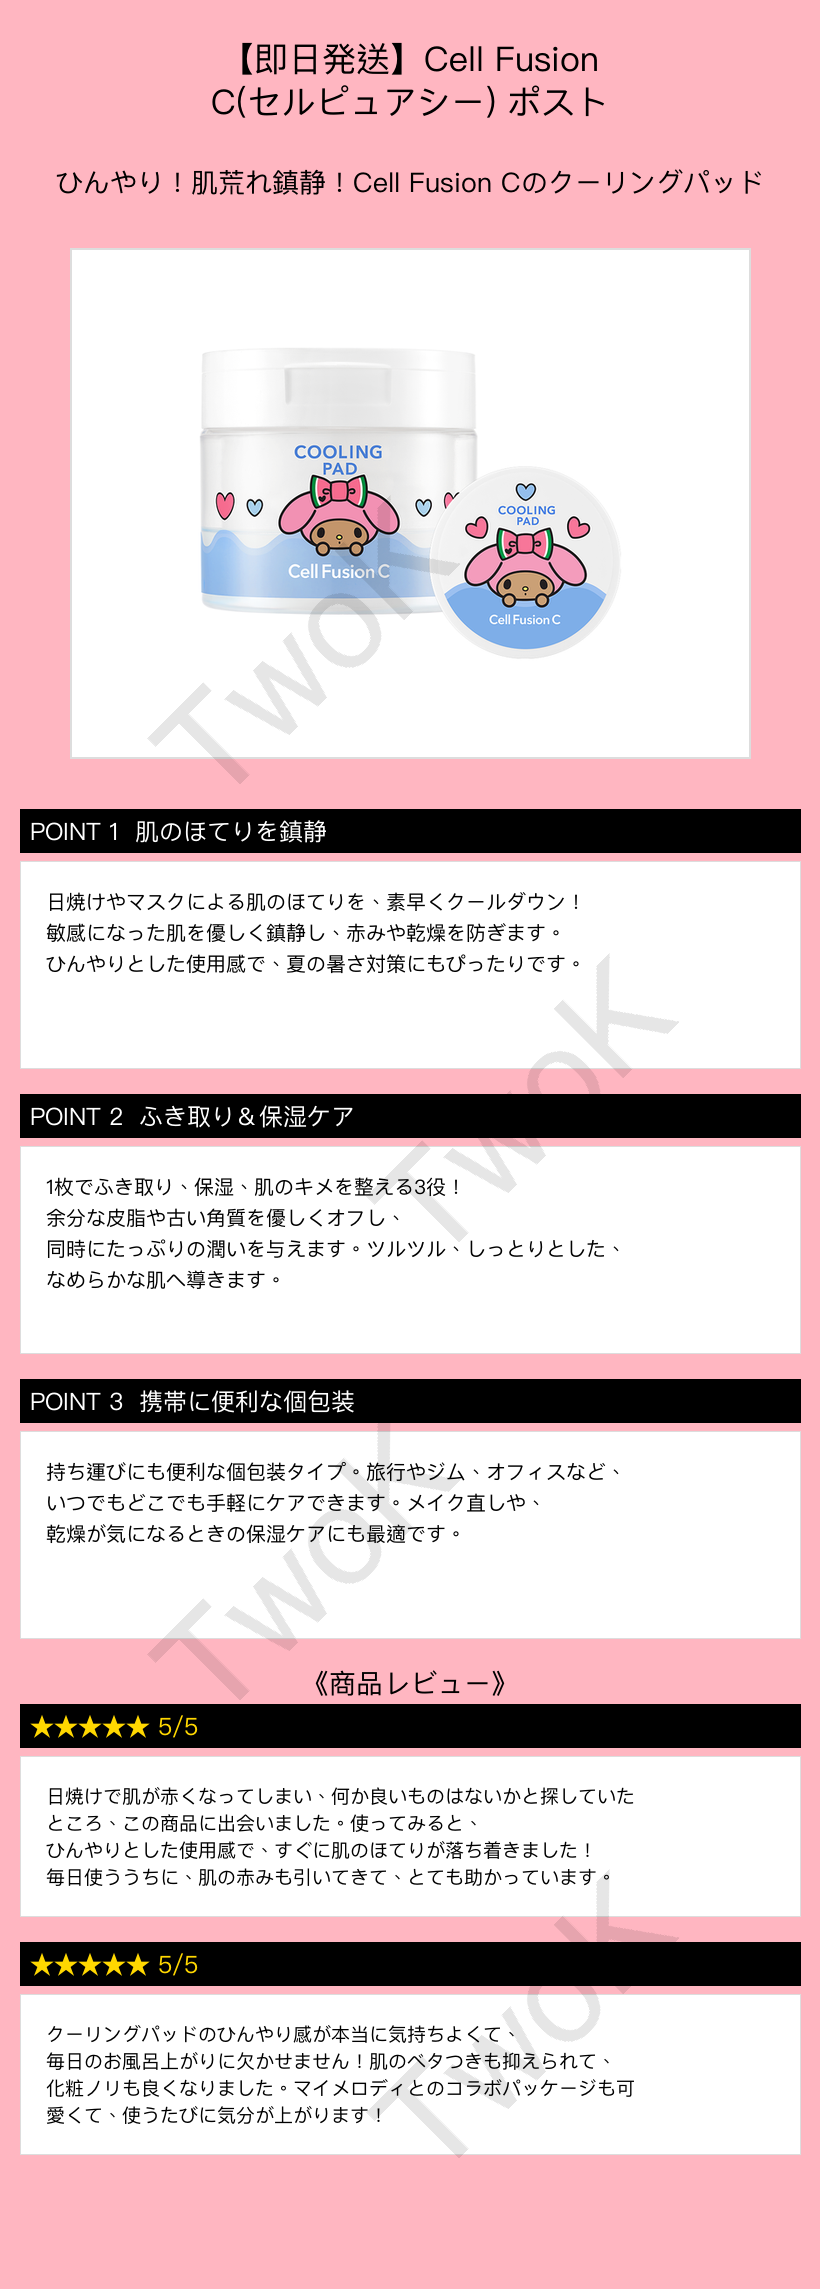 【即日発送】Cell Fusion
C(セルピュアシー) ポスト
ひんやり！肌荒れ鎮静！Cell Fusion Cのクーリングパッド
COOLING
PAD
Cell Fusion C
COOLING
PAD
Cell Fusion C
TwoK
POINT 1 肌のほてりを鎮静
日焼けやマスクによる肌のほてりを、素早くクールダウン！
敏感になった肌を優しく鎮静し、赤みや乾燥を防ぎます。
ひんやりとした使用感で、夏の暑さ対策にもぴったりです。
TwoK
POINT 2 ふき取り＆保湿ケア
1枚でふき取り、保湿、肌のキメを整える3役！
余分な皮脂や古い角質を優しくオフし、
同時にたっぷりの潤いを与えます。ツルツル、しっとりとした、
なめらかな肌へ導きます。
POINT 3 携帯に便利な個包装
持ち運びにも便利な個包装タイプ。旅行やジム、オフィスなど、
いつでもどこでも手軽にケアできます。メイク直しや、
乾燥が気になるときの保湿ケアにも最適です。
TwoK
《商品レビュー》
★★★★★ 5/5
日焼けで肌が赤くなってしまい、何か良いものはないかと探していた
ところ、この商品に出会いました。使ってみると、
ひんやりとした使用感で、すぐに肌のほてりが落ち着きました！
毎日使ううちに、肌の赤みも引いてきて、とても助かっています。
★★★★★ 5/5
クーリングパッドのひんやり感が本当に気持ちよくて、
毎日のお風呂上がりに欠かせません！肌のベタつきも抑えられて、
化粧ノリも良くなりました。マイメロディとのコラボパッケージも可
愛くて、使うたびに気分が上がります！
TwoK